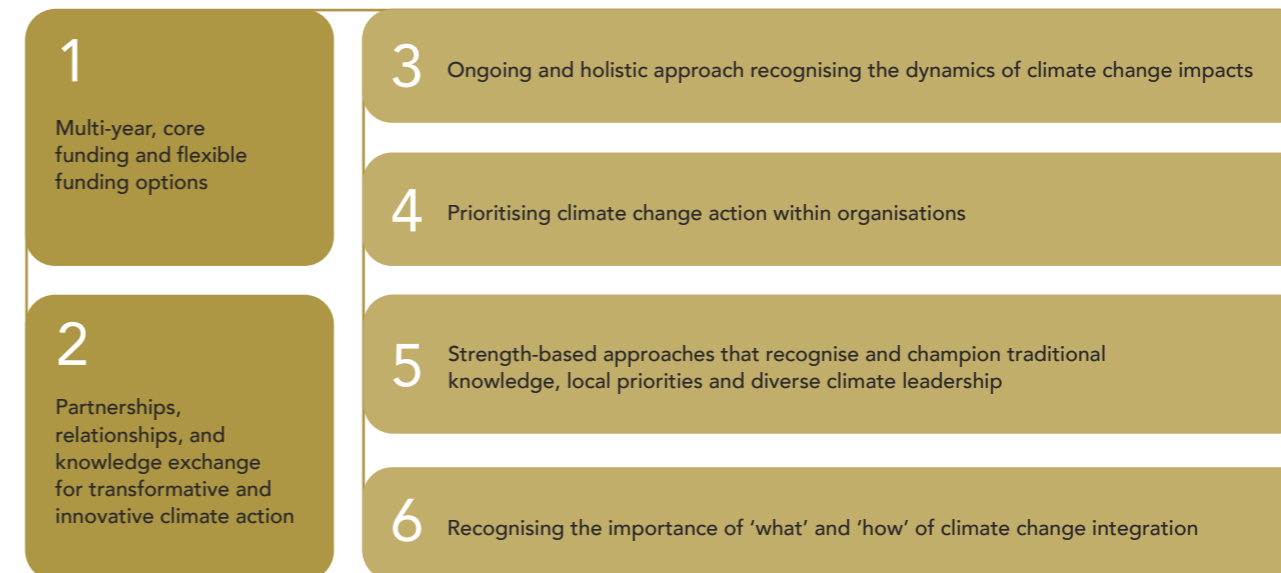 1
Multi-year, core
funding and flexible
funding options
2
Partnerships,
relationships, and
knowledge exchange
for transformative and
innovative climate action
3
Ongoing and holistic approach recognising the dynamics of climate change impacts
4
Prioritising climate change action within organisations
5
Strength-based approaches that recognise and champion traditional
knowledge, local priorities and diverse climate leadership
6
Recognising the importance of ‘what’ and ‘how’ of climate change integration